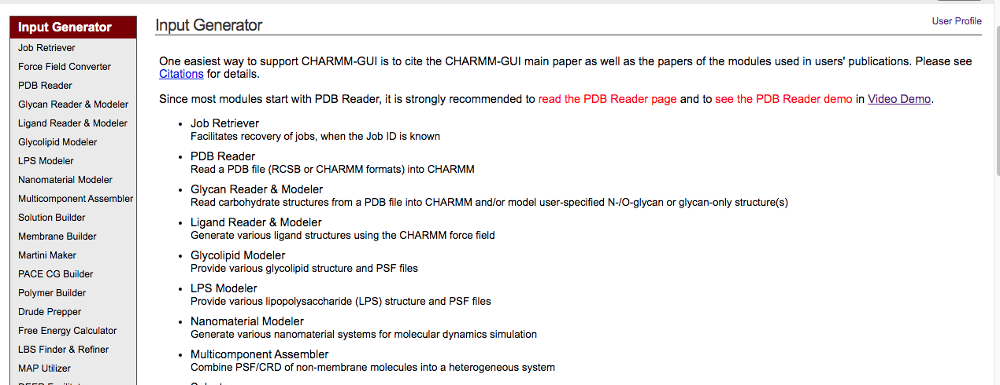 Input Generator
Job Retriever
Force Field Converter
PDB Reader
Glycan Reader & Modeler
Ligand Reader & Modeler
Glycolipid Modeler
LPS Modeler
Nanomaterial Modeler
Multicomponent Assembler
Solution Builder
Membrane Builder
Martini Maker
PACE CG Builder
Polymer Builder
Drude Prepper
Free Energy Calculator
LBS Finder & Refiner
MAP Utilizer
Input Generator
User Profile
One easiest way to support CHARMM-GUI is to cite the CHARMM-GUI main paper as well as the papers of the modules used in users' publications. Please see
Citations for details.
Since most modules start with PDB Reader, it is strongly recommended to read the PDB Reader page and to see the PDB Reader demo in Video Demo.
• Job Retriever
Facilitates recovery of jobs, when the Job ID is known
• PDB Reader
Read a PDB file (RCSB or CHARMM formats) into CHARMM
• Glycan Reader & Modeler
Read carbohydrate structures from a PDB file into CHARMM and/or model user-specified N-/O-glycan or glycan-only structure(s)
• Ligand Reader & Modeler
Generate various ligand structures using the CHARMM force field
• Glycolipid Modeler
Provide various glycolipid structure and PSF files
• LPS Modeler
Provide various lipopolysaccharide (LPS) structure and PSF files
• Nanomaterial Modeler
Generate various nanomaterial systems for molecular dynamics simulation
• Multicomponent Assembler
Combine PSF/CRD of non-membrane molecules into a heterogeneous system